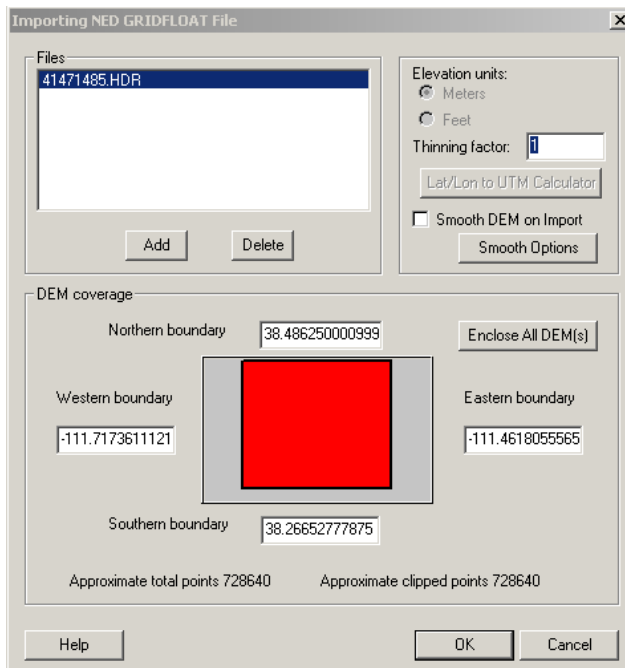 Importing NED GRIDFLOAT File
Files
41471485.HDR
Add
Delete
Elevation units:
Meters
Feet
Thinning factor:
1
Lat/Lon to UTM Calculator
Smooth DEM on Import
Smooth Options
DEM coverage
Northern boundary
38.486250000999
Enclose All DEM(s)
Western boundary
-111.7173611121
Eastern boundary
-111.4618055565
Southern boundary
38.26652777875
Approximate total points 728640
Approximate clipped points 728640
Help
OK
Cancel